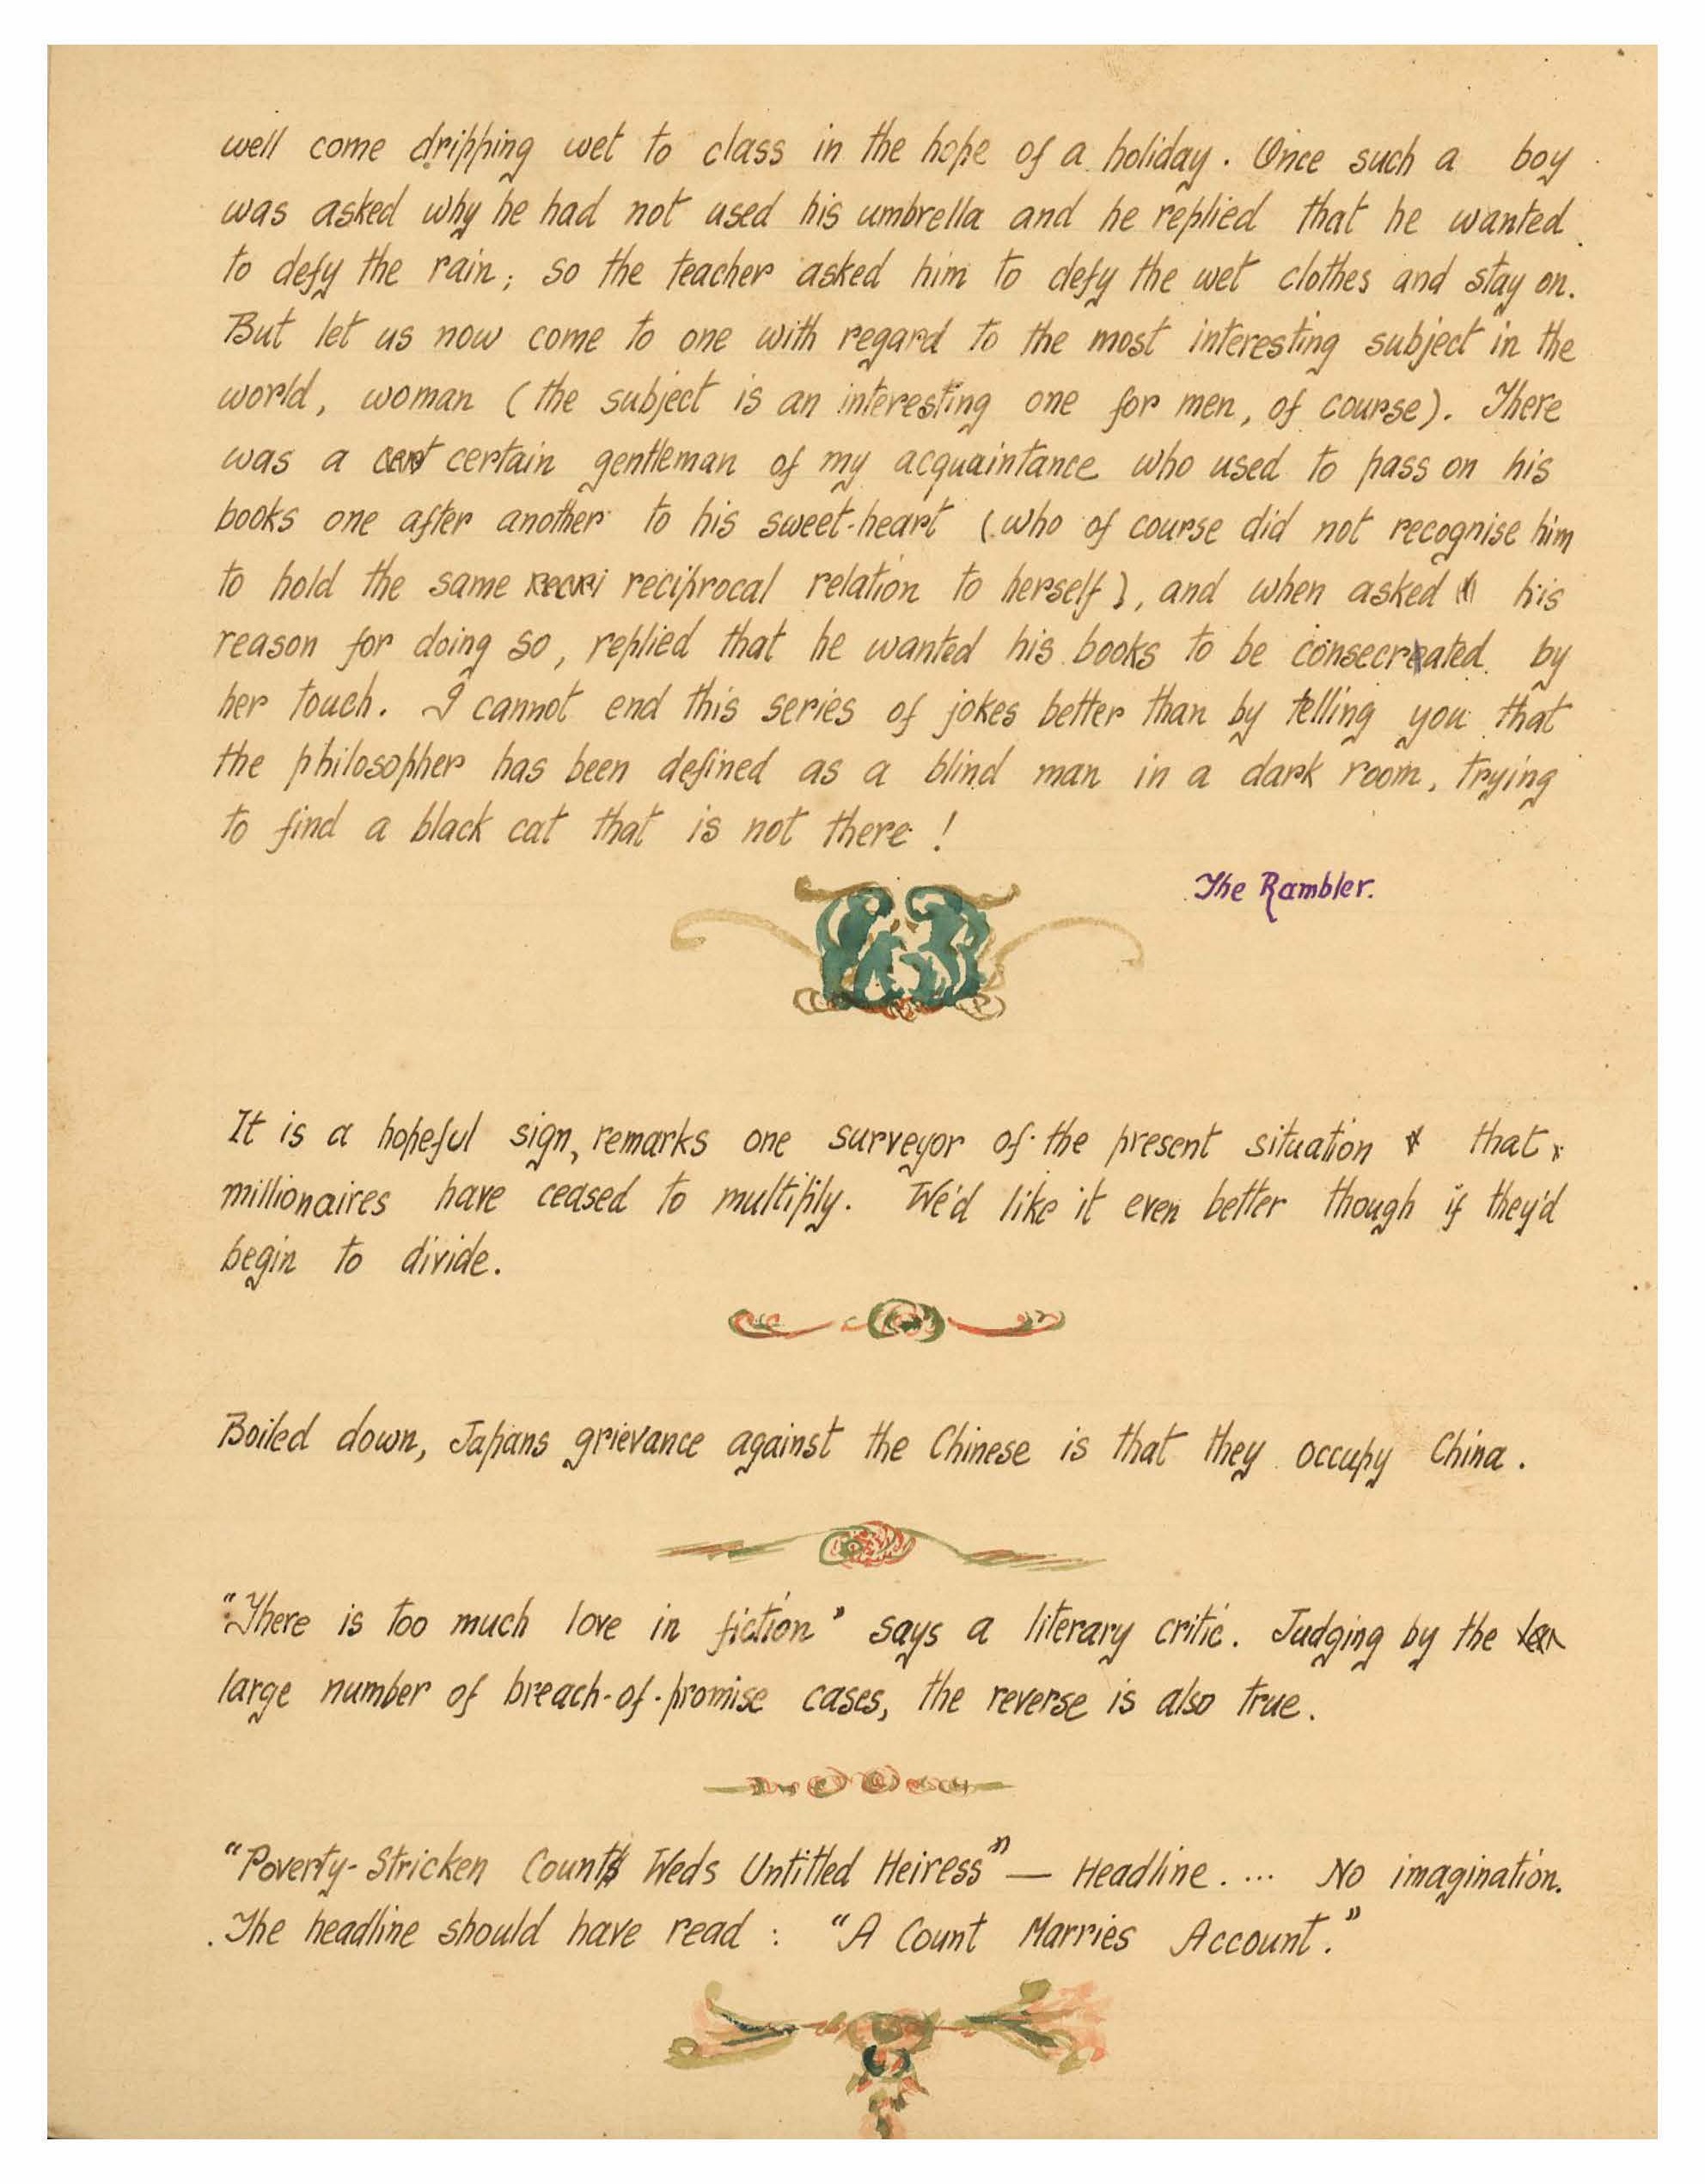 well come dripping wet to class in the hope of a holiday. Once such a boy
was asked why he had not used his umbrella and he replied that he wanted
to defy the rain; so the teacher asked him to defy the wet clothes and stay on.
But let us now come to one with regard to the most interesting subject in the
world, woman (the subject is an interesting one for men, of course). There
was a certain gentleman of my acquaintance who used to pass on his
books one after another to his sweet-heart (who of course did not recognise him
to hold the same reciprocal relation to herself), and when asked his
reason for doing so, replied that he wanted his books to be consecrated by
her touch. I cannot end this series of jokes better than by telling you that
the philosopher has been defined as a blind man in a dark room, trying
to find a black cat that is not there!
The Rambler.
It is a hopeful sign, remarks one surveyor of the present situation that
millionaires have ceased to multiply. We'd like it even better though if they'd
begin to divide.
Boiled down, Japans grievance against the Chinese is that they occupy China.
"There is too much love in fiction" says a literary critic. Judging by the
large number of breach-of-promise cases, the reverse is also true.
"Poverty-Stricken Count Weds Untitled Heiress" — Headline. ... No imagination.
The headline should have read : "A Count Marries Account."